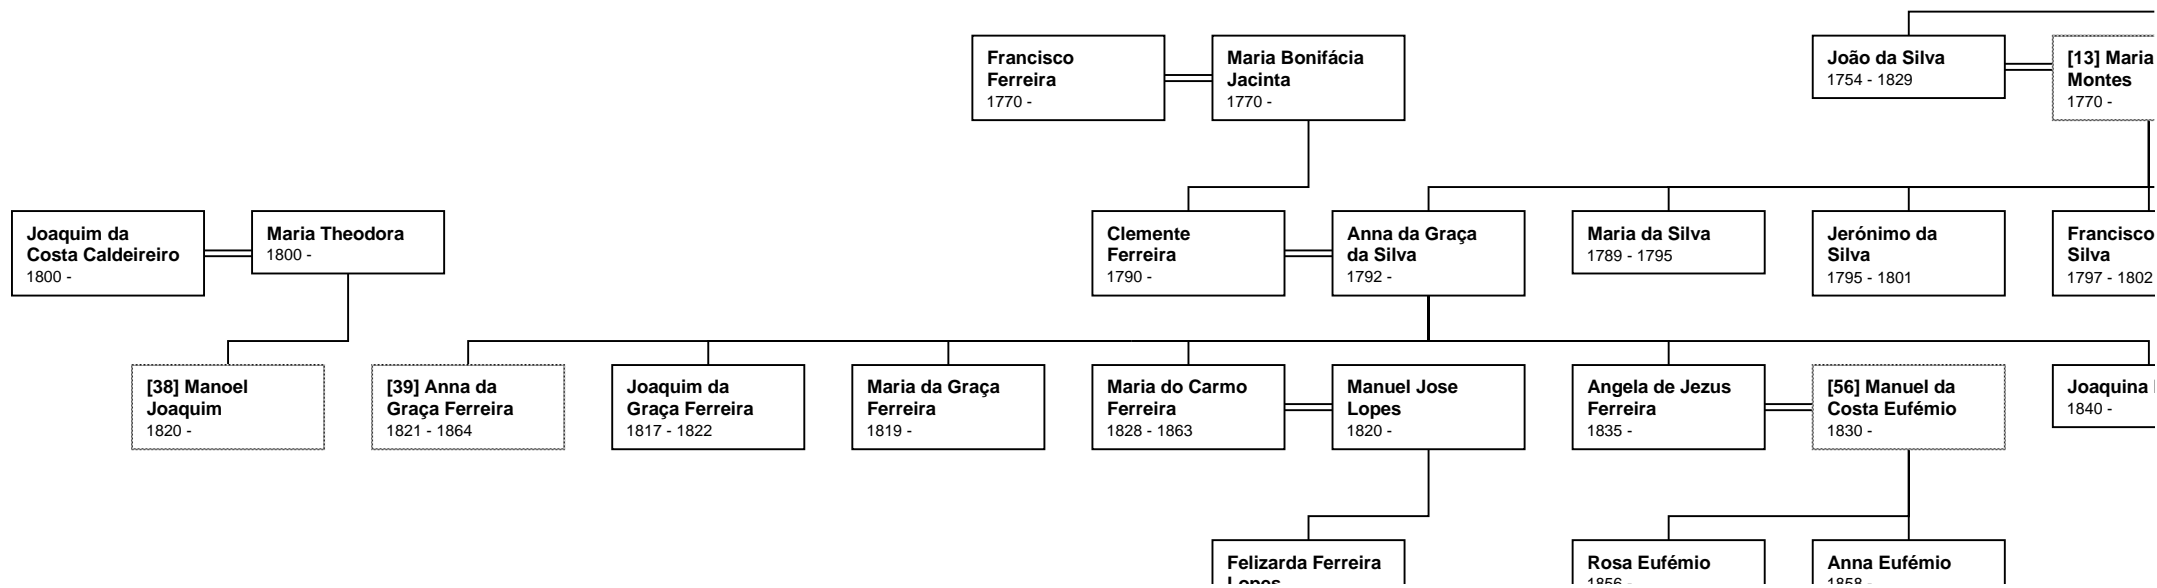 Francisco
Ferreira
1770 -
Maria Bonifácia
Jacinta
1770 -
João da Silva
1754 - 1829
[13] Maria
Montes
1770 -
Joaquim da
Costa Caldeireiro
1800 -
Maria Theodora
1800 -
Clemente
Ferreira
1790 -
Anna da Graça
da Silva
1792 -
Maria da Silva
1789 - 1795
Jerónimo da
Silva
1795 - 1801
Francisco
Silva
1797 - 1802
[38] Manoel
Joaquim
1820 -
[39] Anna da
Graça Ferreira
1821 - 1864
Joaquim da
Graça Ferreira
1817 - 1822
Maria da Graça
Ferreira
1819 -
Maria do Carmo
Ferreira
1828 - 1863
Manuel Jose
Lopes
1820 -
Angela de Jezus
Ferreira
1835 -
[56] Manuel da
Costa Eufémio
1830 -
Joaquina
1840 -
Felizarda Ferreira
Lopes
Rosa Eufémio
1856 -
Anna Eufémio
1858 -